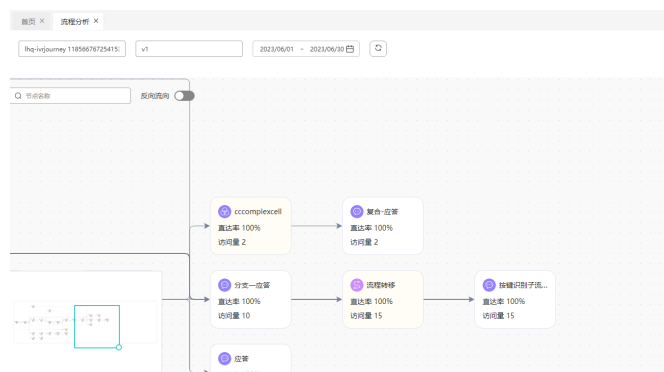 首页 ×
流程分析 ×
lhq-ivrjourney 11856676725415:
v1
2023/06/01 - 2023/06/30
节点名称
反向流向
cccomplexcell
直达率 100%
访问量 2
复合-应答
直达率 100%
访问量 2
分支一应答
直达率 100%
访问量 10
流程转移
直达率 100%
访问量 15
按键识别子流...
直达率 100%
访问量 15
应答